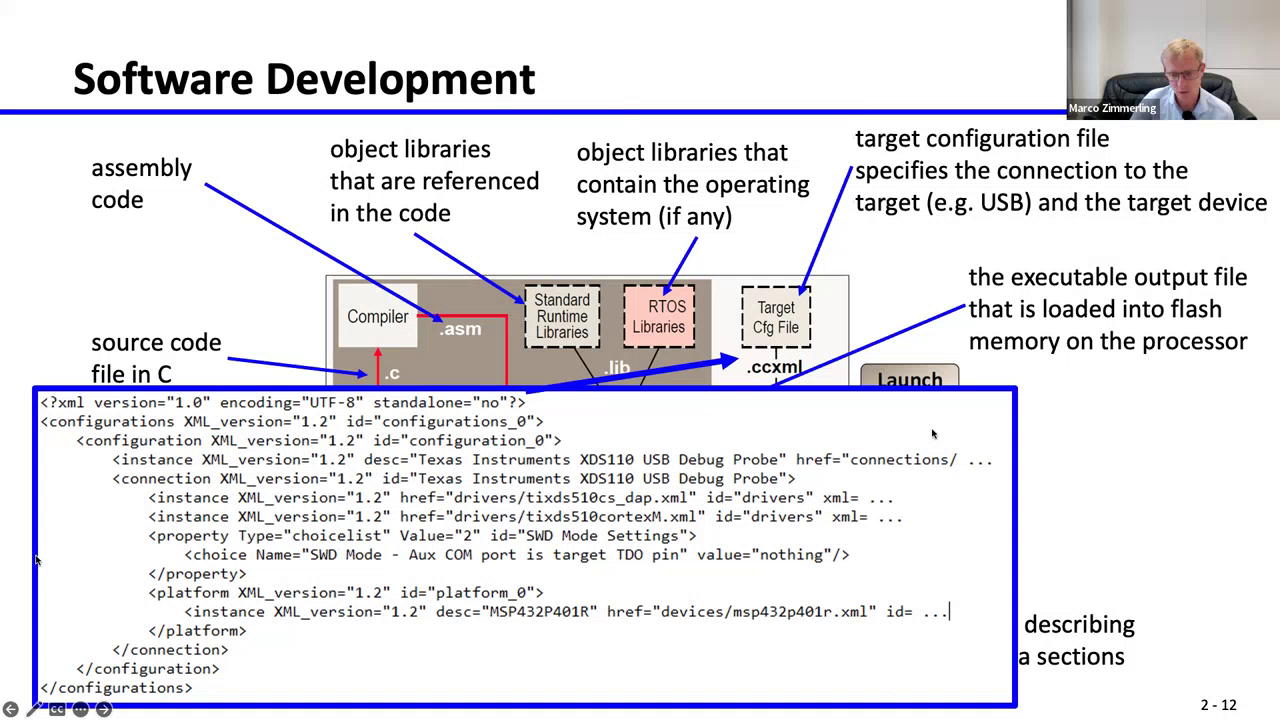 Software Development
Marco Zimmerling
assembly
code
object libraries
that are referenced
in the code
object libraries that
contain the operating
system (if any)
target configuration file
specifies the connection to the
target (e.g. USB) and the target device
the executable output file
that is loaded into flash
memory on the processor
source code
file in C
Compiler
.asm
.c
Standard
Runtime
Libraries
RTOS
Libraries
.lib
Target
Cfg File
.ccxml
Launch
<?xml version="1.0" encoding="UTF-8" standalone="no"?>
<configurations XML_version="1.2" id="configurations_0">
<configuration XML_version="1.2" id="configuration_0">
<instance XML_version="1.2" desc="Texas Instruments XDS110 USB Debug Probe" href="connections/ ...
<connection XML_version="1.2" id="Texas Instruments XDS110 USB Debug Probe">
<instance XML_version="1.2" href="drivers/tixds510cs_dap.xml" id="drivers" xml= ...
<instance XML_version="1.2" href="drivers/tixds510cortexM.xml" id="drivers" xml= ...
<property Type="choicelist" Value="2" id="SWD Mode Settings">
<choice Name="SWD Mode - Aux COM port is target TDO pin" value="nothing"/>
</property>
<platform XML_version="1.2" id="platform_0">
<instance XML_version="1.2" desc="MSP432P401R" href="devices/msp432p401r.xml" id= ...
</platform>
</connection>
</configuration>
</configurations>
describing
a sections
CC
2 - 12